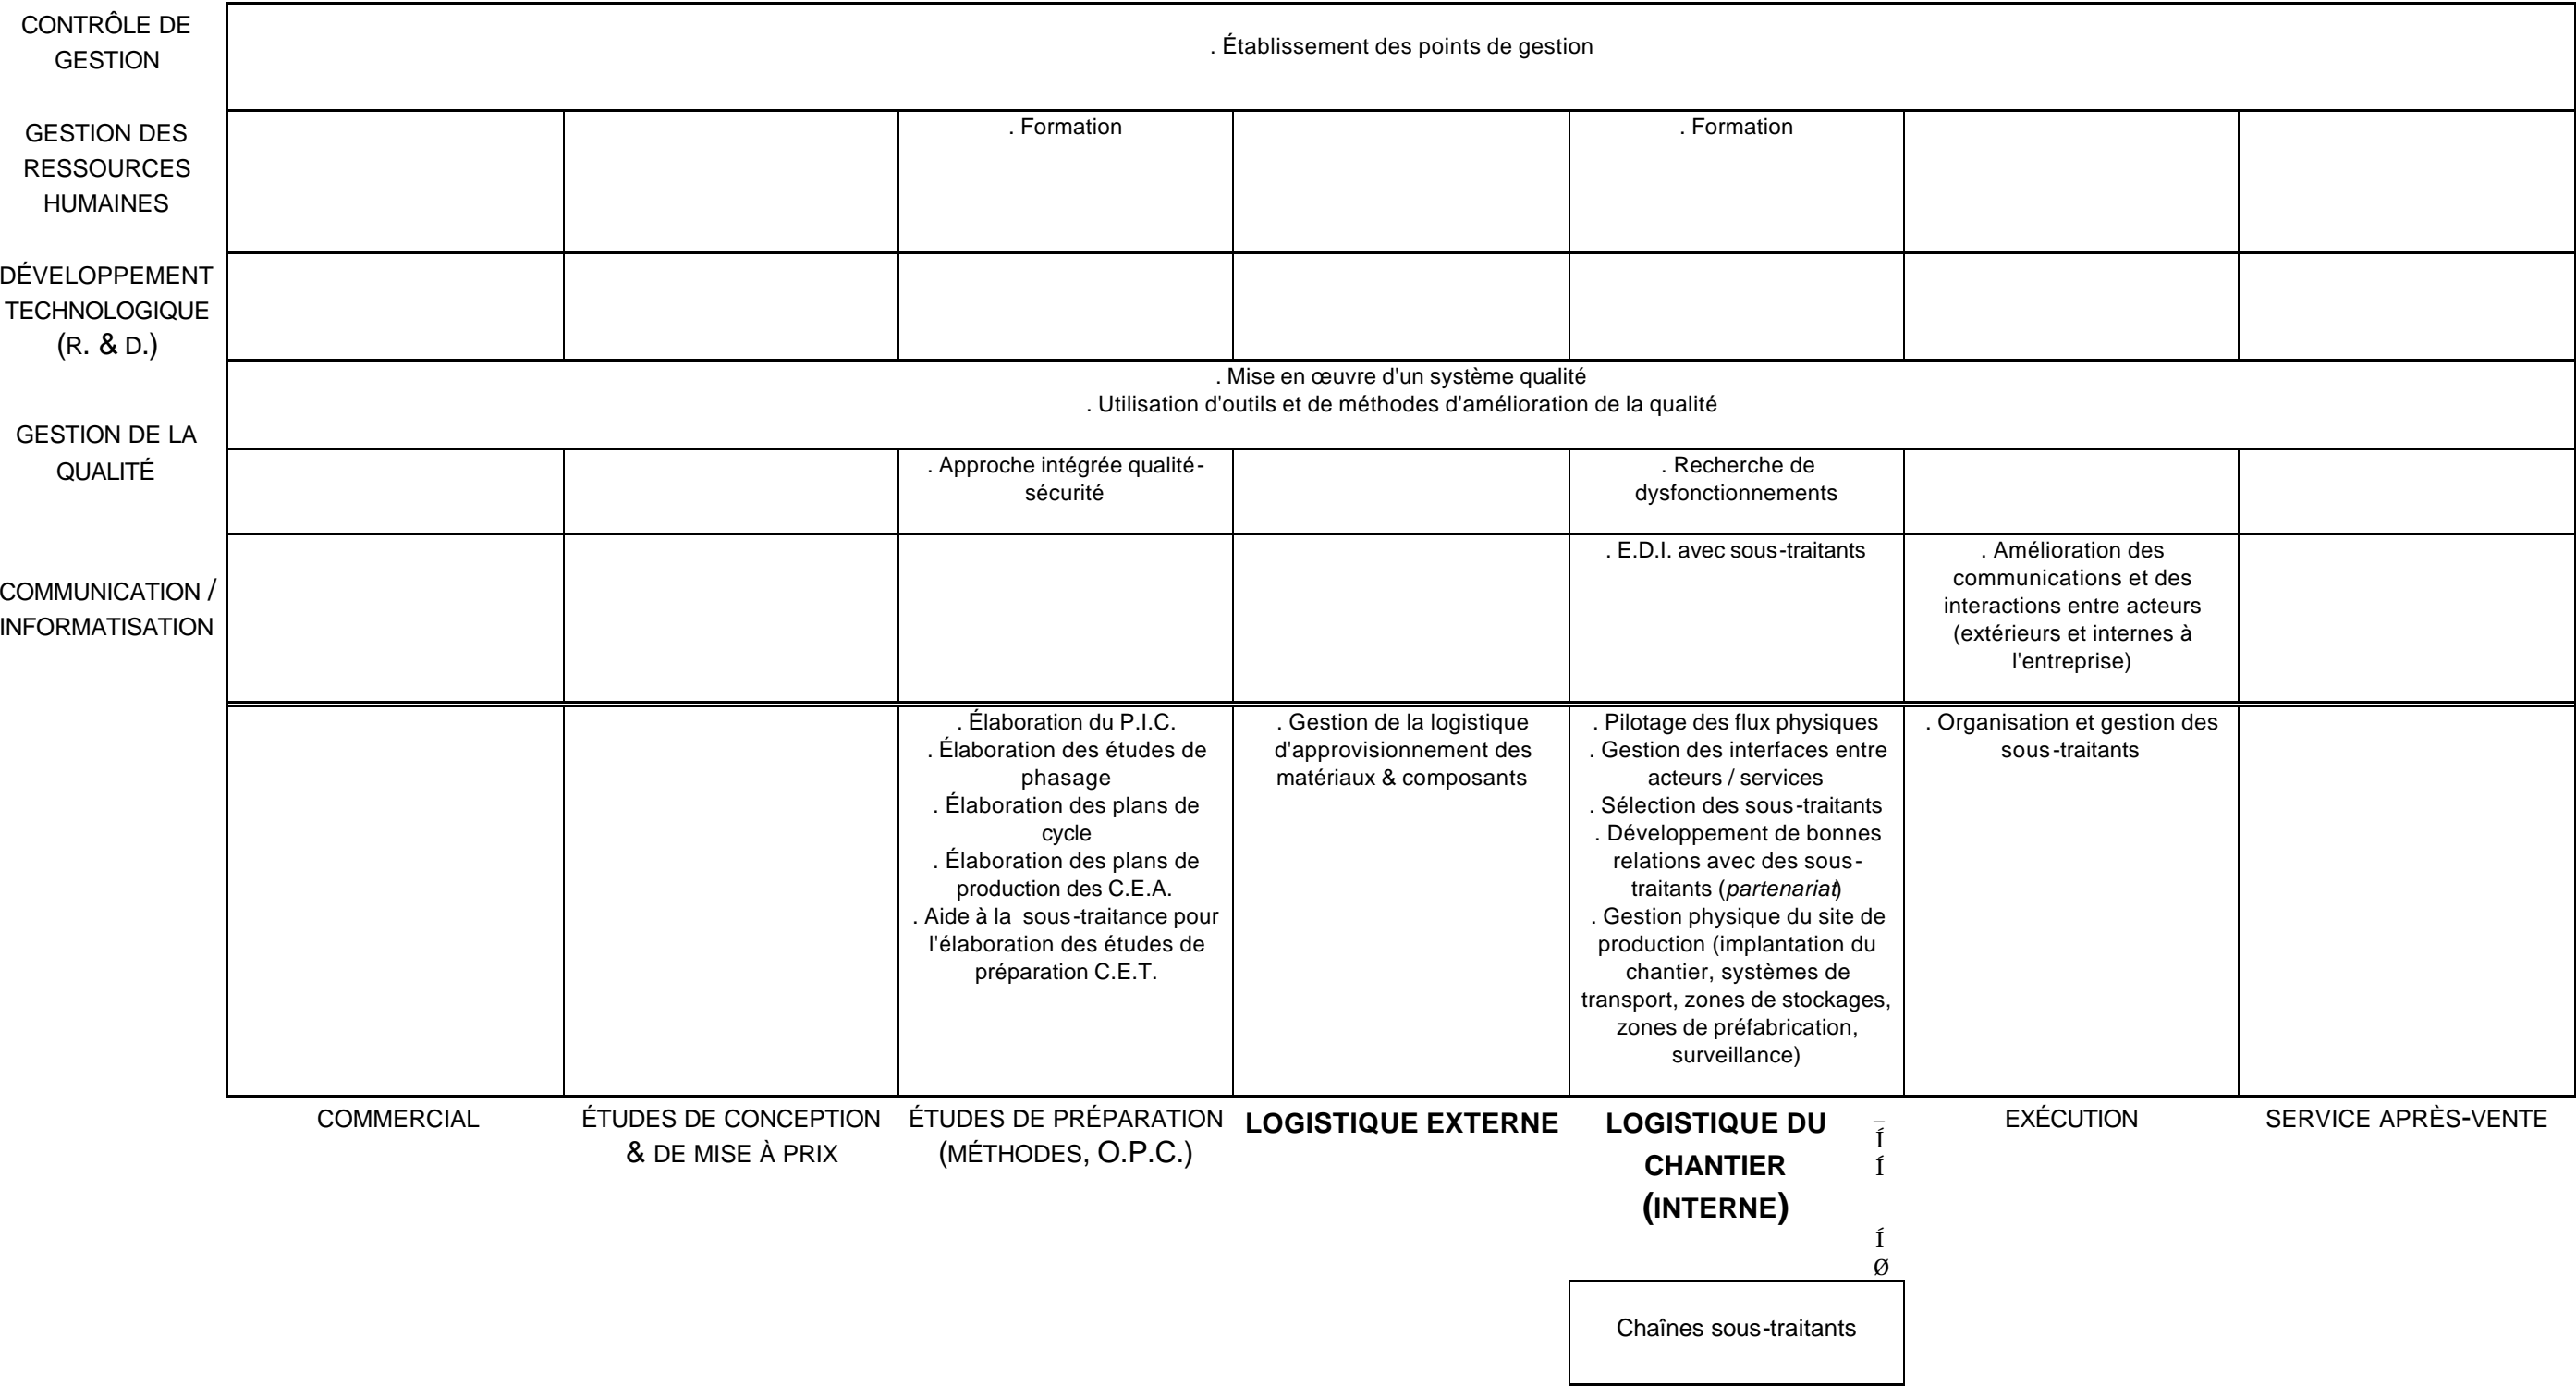 CONTRÔLE DE
GESTION
. Établissement des points de gestion
GESTION DES
RESSOURCES
HUMAINES
. Formation
. Formation
DÉVELOPPEMENT
TECHNOLOGIQUE
(R. & D.)
GESTION DE LA
QUALITÉ
. Mise en œuvre d'un système qualité
. Utilisation d'outils et de méthodes d'amélioration de la qualité
. Approche intégrée qualité-
sécurité
. Recherche de
dysfonctionnements
COMMUNICATION /
INFORMATISATION
. E.D.I. avec sous-traitants
. Amélioration des
communications et des
interactions entre acteurs
(extérieurs et internes à
l'entreprise)
. Élaboration du P.I.C.
. Élaboration des études de
phasage
. Élaboration des plans de
cycle
. Élaboration des plans de
production des C.E.A.
. Aide à la sous-traitance pour
l'élaboration des études de
préparation C.E.T.
. Gestion de la logistique
d'approvisionnement des
matériaux & composants
. Pilotage des flux physiques
. Gestion des interfaces entre
acteurs / services
. Sélection des sous-traitants
. Développement de bonnes
relations avec des sous-
traitants (partenariat)
. Gestion physique du site de
production (implantation du
chantier, systèmes de
transport, zones de stockages,
zones de préfabrication,
surveillance)
. Organisation et gestion des
sous-traitants
COMMERCIAL
ÉTUDES DE CONCEPTION
& DE MISE À PRIX
ÉTUDES DE PRÉPARATION
(MÉTHODES, O.P.C.)
LOGISTIQUE EXTERNE
LOGISTIQUE DU
CHANTIER
(INTERNE)
¯
Í
Í
Í
Ø
EXÉCUTION
SERVICE APRÈS-VENTE
Chaînes sous-traitants